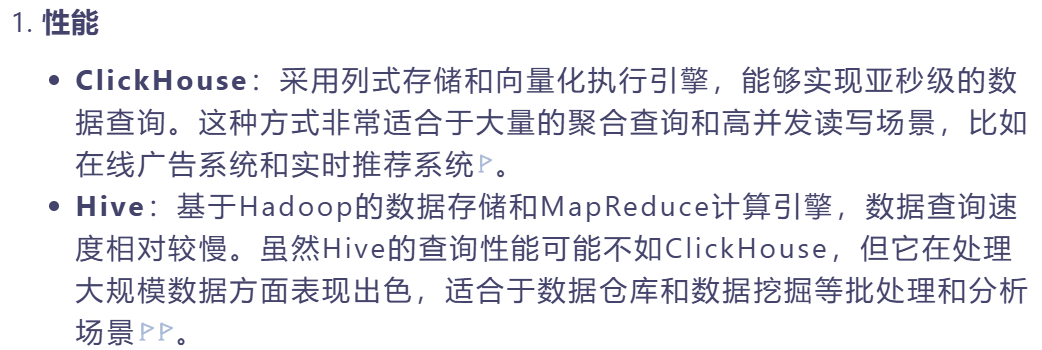 1. 性能
• ClickHouse：采用列式存储和向量化执行引擎，能够实现亚秒级的数
据查询。这种方式非常适合于大量的聚合查询和高并发读写场景，比如
在线广告系统和实时推荐系统。
• Hive：基于Hadoop的数据存储和MapReduce计算引擎，数据查询速
度相对较慢。虽然Hive的查询性能可能不如ClickHouse，但它在处理
大规模数据方面表现出色，适合于数据仓库和数据挖掘等批处理和分析
场景。